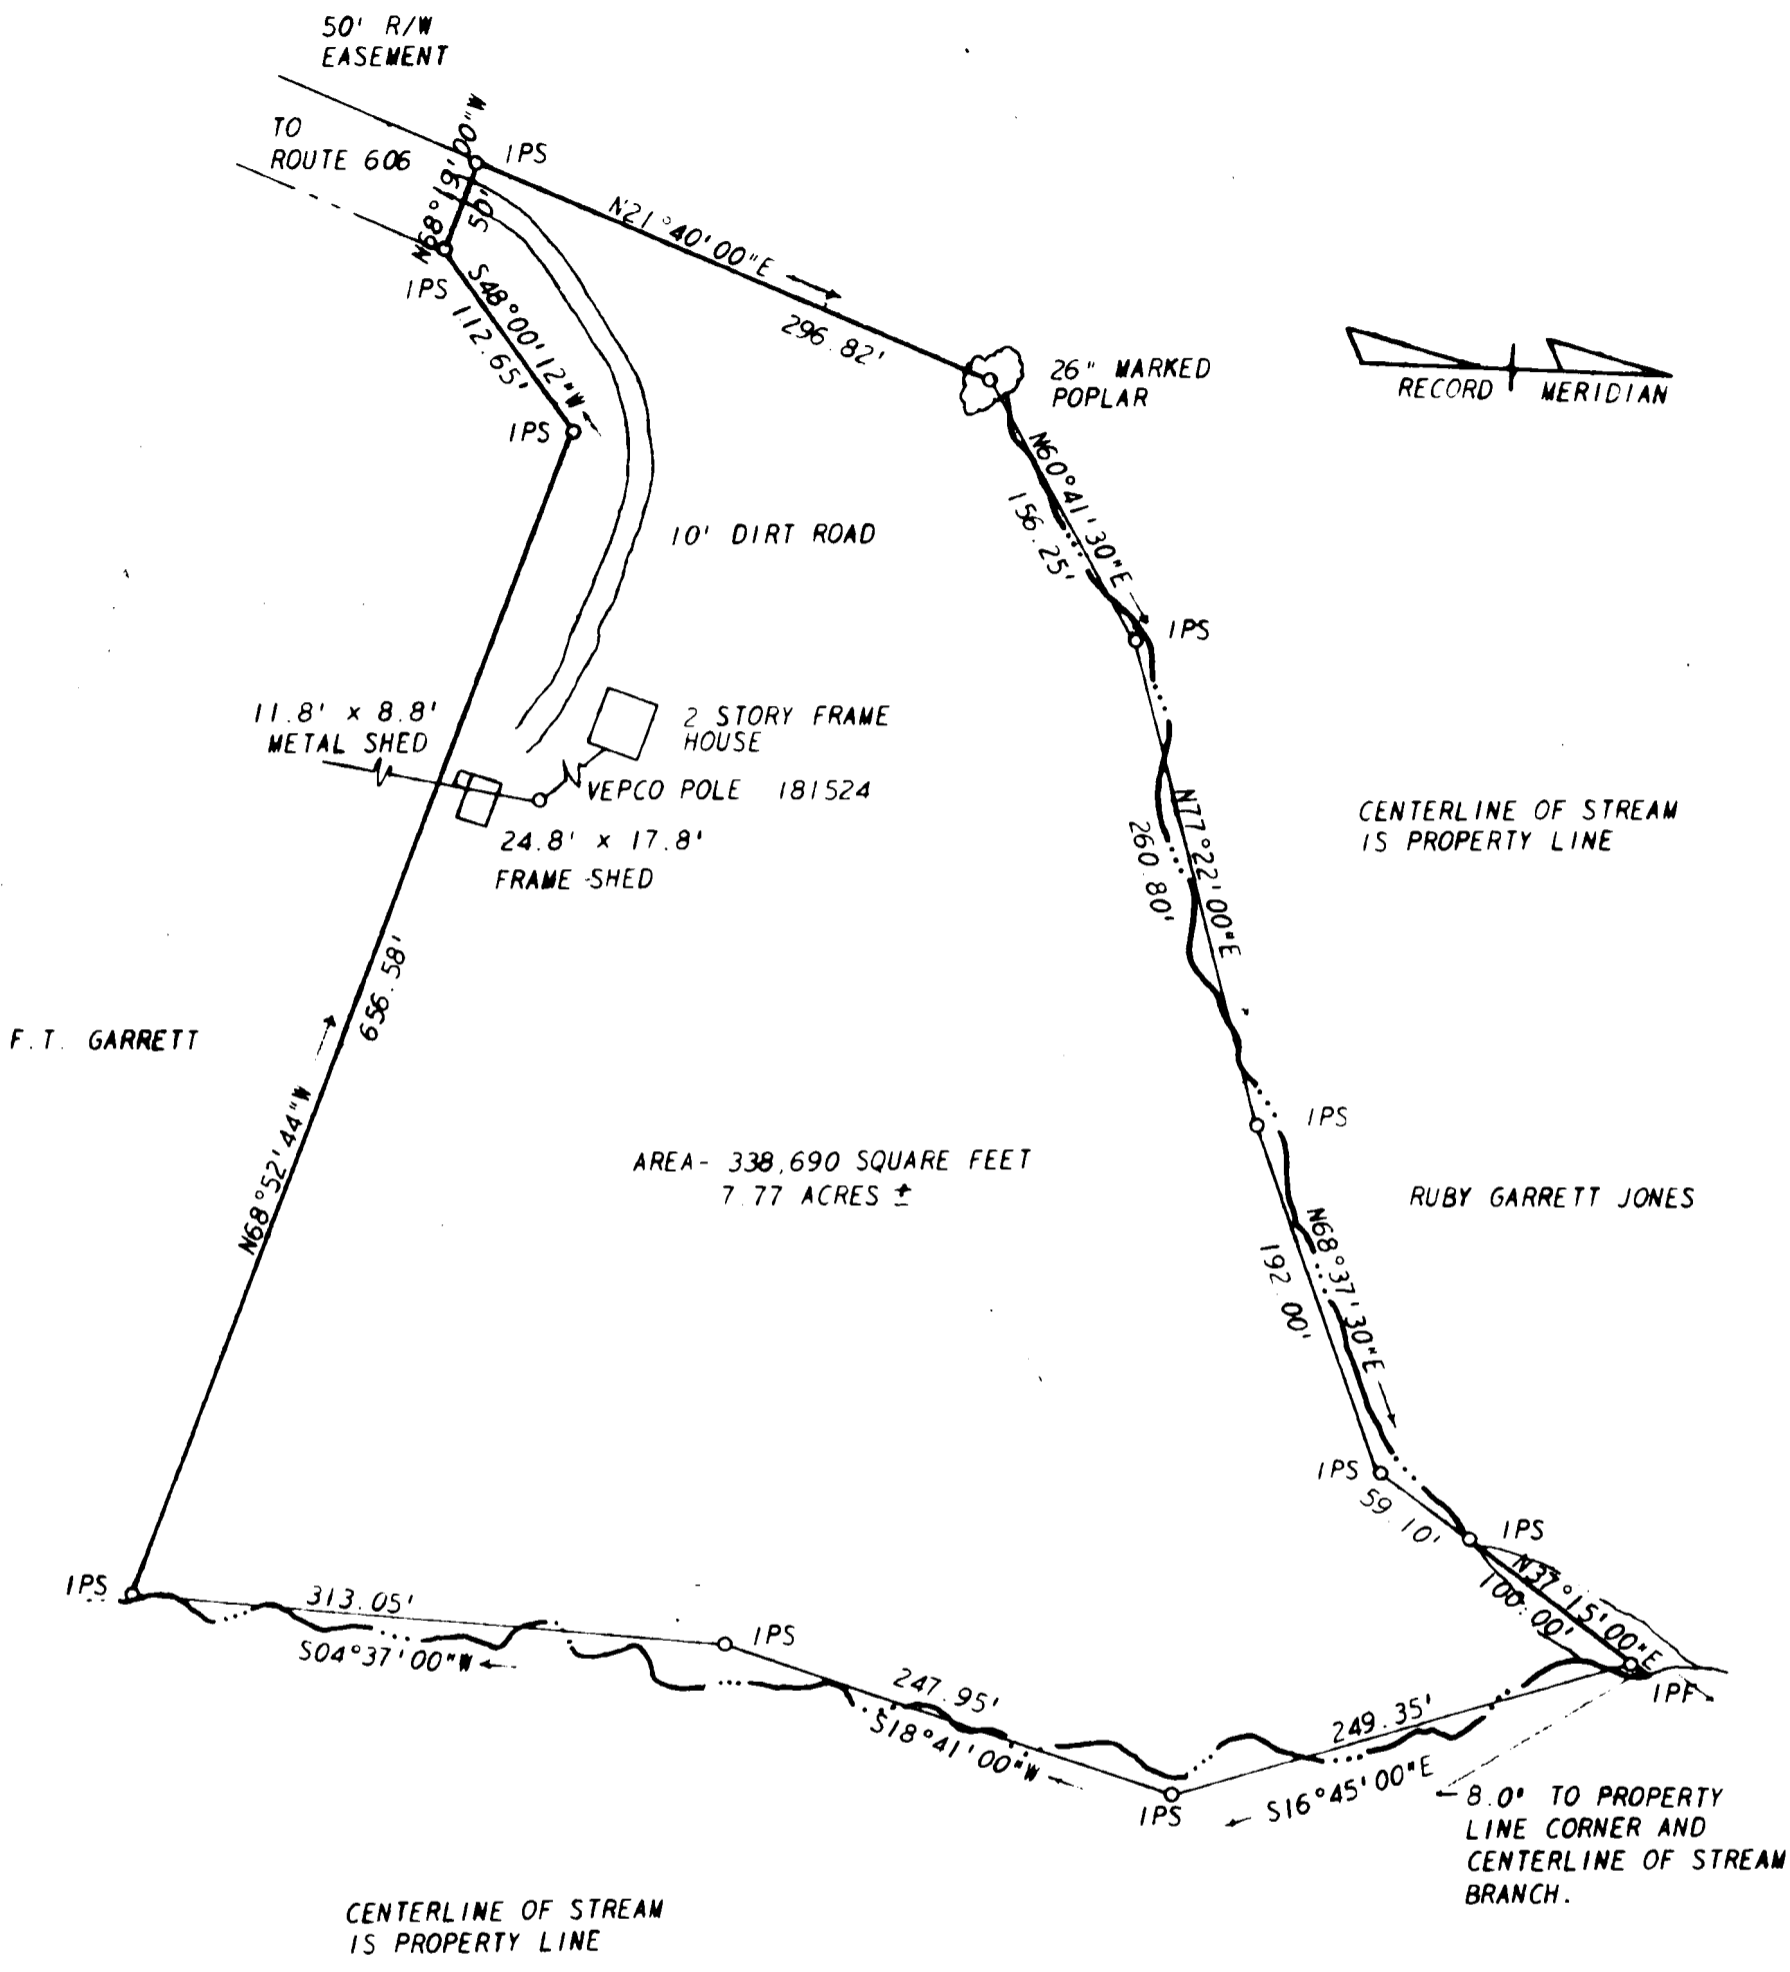 50' R/W
EASEMENT
TO
ROUTE 606
N68°19'00"W
50'
IPS
N21°40'00"E
296.82'
IPS
S48°00'12"W
112.65'
IPS
26" MARKED
POPLAR
RECORD MERIDIAN
N60°41'30"E
156.25'
10' DIRT ROAD
IPS
11.8' x 8.8'
METAL SHED
2 STORY FRAME
HOUSE
VEPCO POLE 181524
24.8' x 17.8'
FRAME SHED
N77°22'00"E
260.80'
CENTERLINE OF STREAM
IS PROPERTY LINE
656.58'
F.T. GARRETT
N68°52'44"W
IPS
AREA- 338,690 SQUARE FEET
7.77 ACRES ±
RUBY GARRETT JONES
N68°37'30"E
192.00'
IPS
59.10'
IPS
N37°15'00"E
100.00'
IPS
313.05'
S04°37'00"W
IPS
247.95'
S18°41'00"W
249.35'
S16°45'00"E
IPF
IPS
8.0' TO PROPERTY
LINE CORNER AND
CENTERLINE OF STREAM
BRANCH.
CENTERLINE OF STREAM
IS PROPERTY LINE